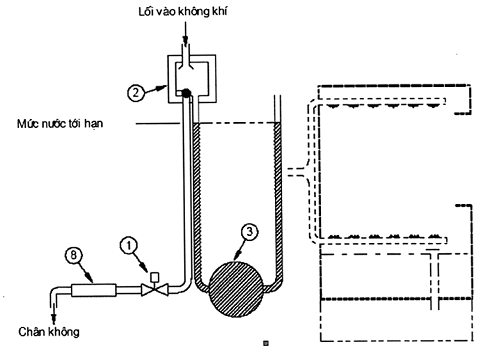 Lối vào không khí
2
Mức nước tới hạn
3
1
8
Chân không